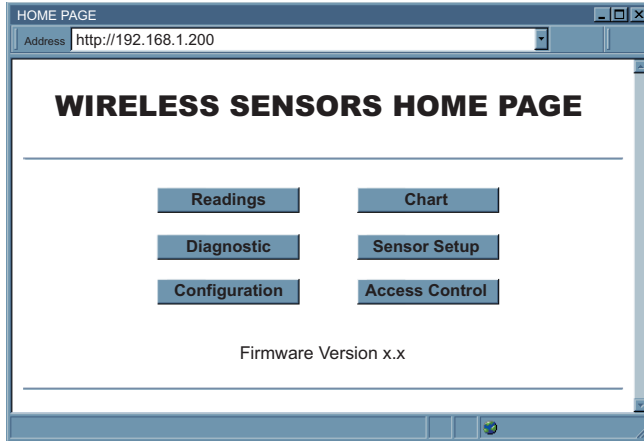 HOME PAGE
Address http://192.168.1.200
WIRELESS SENSORS HOME PAGE
Readings Chart
Diagnostic Sensor Setup
Configuration Access Control
Firmware Version x.x